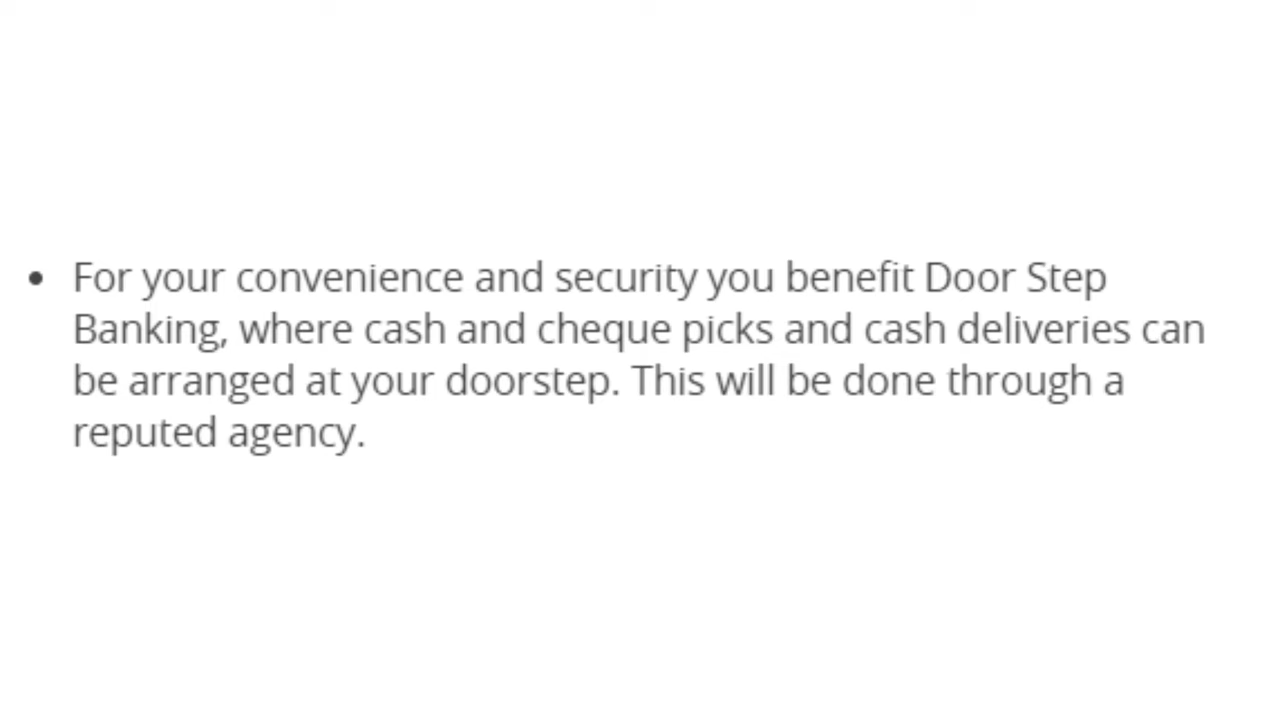 • For your convenience and security you benefit Door Step
Banking, where cash and cheque picks and cash deliveries can
be arranged at your doorstep. This will be done through a
reputed agency.